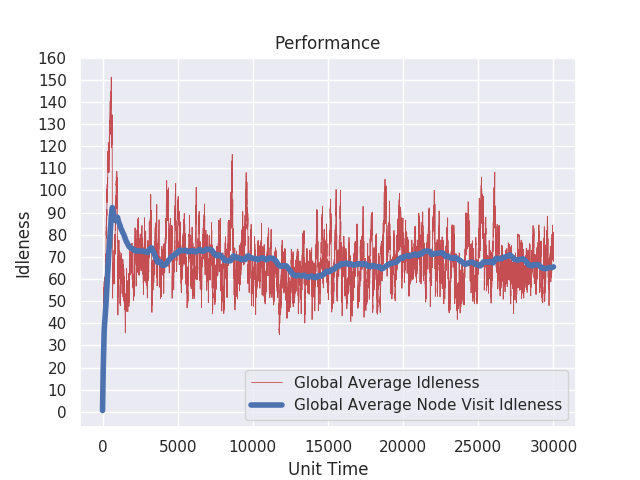 Performance
160
150
140
130
120
110
100
90
80
70
60
50
40
30
20
10
0
Idleness
0 5000 10000 15000 20000 25000 30000
Unit Time
Global Average Idleness
Global Average Node Visit Idleness